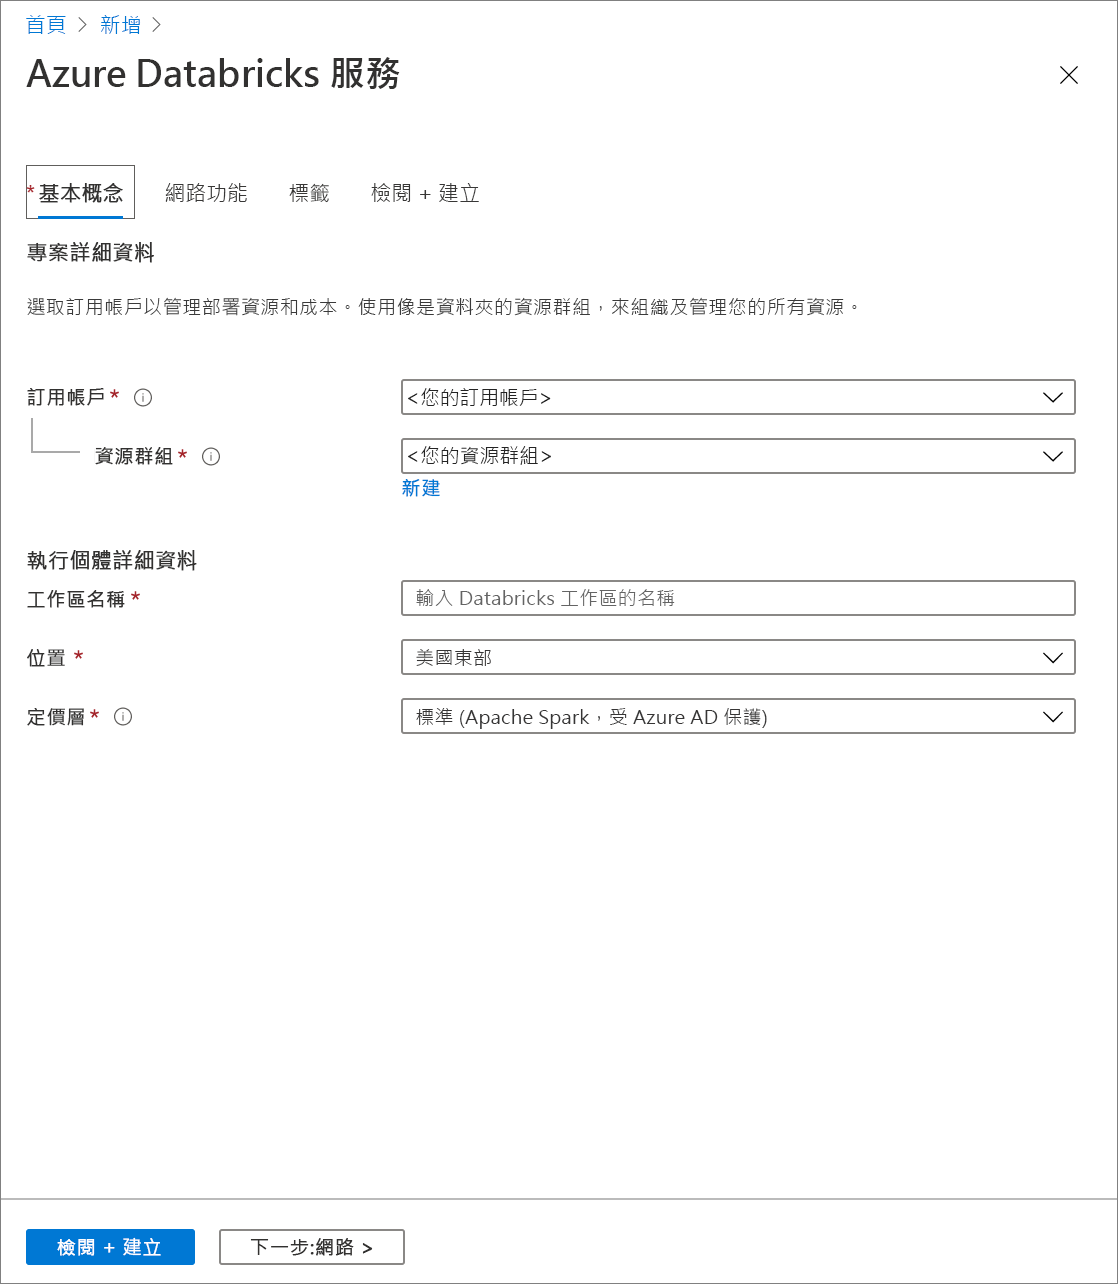 首頁 > 新增 >
Azure Databricks 服務
* 基本概念 網路功能 標籤 檢閱 + 建立
專案詳細資料
選取訂用帳戶以管理部署資源和成本。使用像是資料夾的資源群組，來組織及管理您的所有資源。
訂用帳戶 * <您的訂用帳戶>
資源群組 * <您的資源群組>
新建
執行個體詳細資料
工作區名稱 * 輸入 Databricks 工作區的名稱
位置 * 美國東部
定價層 * 標準 (Apache Spark，受 Azure AD 保護)
檢閱 + 建立 下一步:網路 >